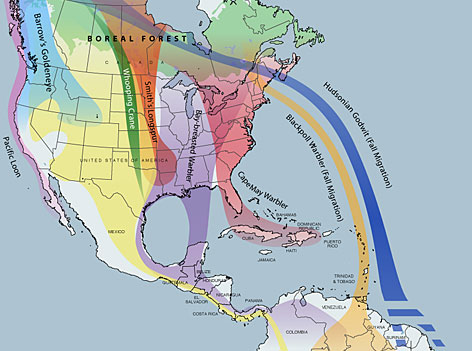 BOREAL FOREST
CANADA
Barrow's Goldeneye
Whooping Crane
Smith's Longspur
Bay-breasted Warbler
Hudsonian Godwit (Fall Migration)
Blackpoll Warbler (Fall Migration)
Pacific Loon
UNITED STATES OF AMERICA
Cape May Warbler
BAHAMAS
MEXICO
CUBA
DOMINICAN
REPUBLIC
HAITI
PUERTO
RICO
JAMAICA
BELIZE
GUATEMALA
HONDURAS
EL
SALVADOR
NICARAGUA
COSTA RICA
PANAMA
TRINIDAD
& TOBAGO
VENEZUELA
GUYANA
SURINAM
COLOMBIA